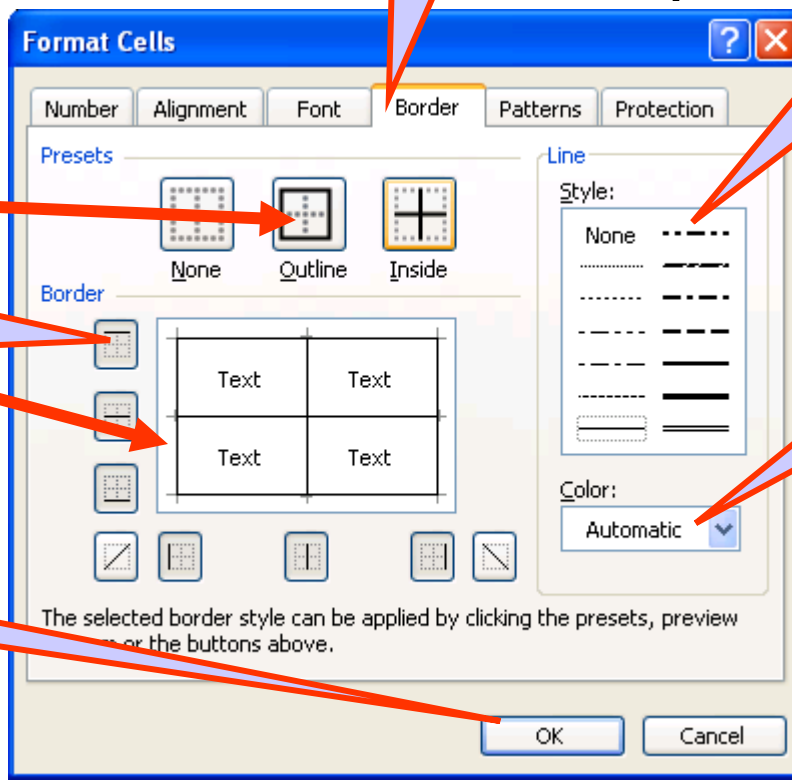 Format Cells
Number Alignment Font Border Patterns Protection
Presets
None Outline Inside
Line
Style:
None
Border
Text Text
Text Text
Color:
Automatic
The selected border style can be applied by clicking the presets, preview
or the buttons above.
OK Cancel